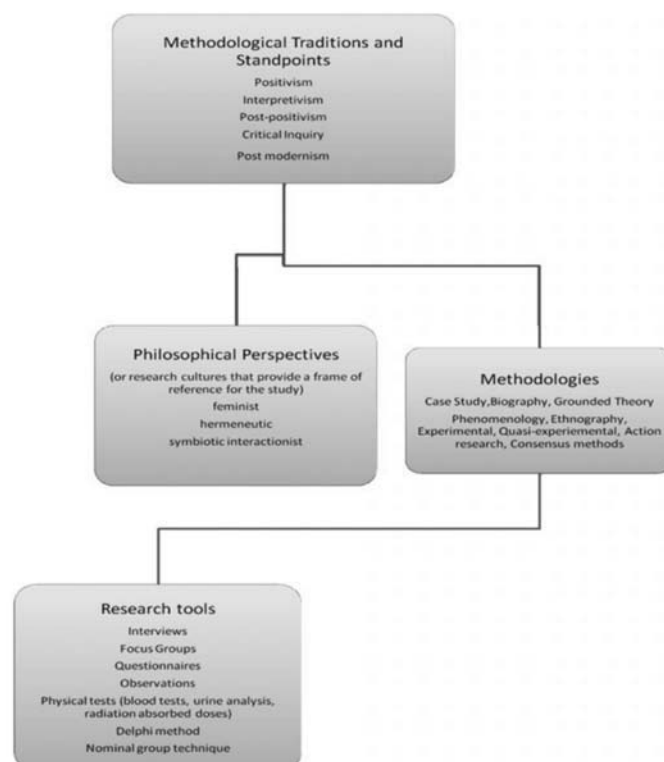 Methodological Traditions and
Standpoints
Positivism
Interpretivism
Post-positivism
Critical Inquiry
Post modernism
Philosophical Perspectives
(or research cultures that provide a frame of
reference for the study)
feminist
hermeneutic
symbiotic interactionist
Methodologies
Case Study,Biography, Grounded Theory
Phenomenology, Ethnography,
Experimental, Quasi-experiemental, Action
research, Consensus methods
Research tools
Interviews
Focus Groups
Questionnaires
Observations
Physical tests (blood tests, urine analysis,
radiation absorbed doses)
Delphi method
Nominal group technique